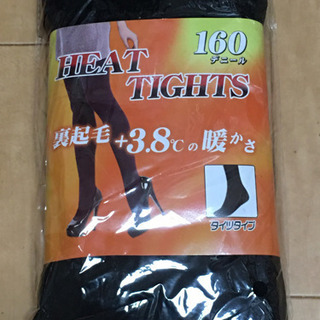 160
デニール
HEAT
TIGHTS
裏起毛+3.8℃の暖かさ
タイツタイプ